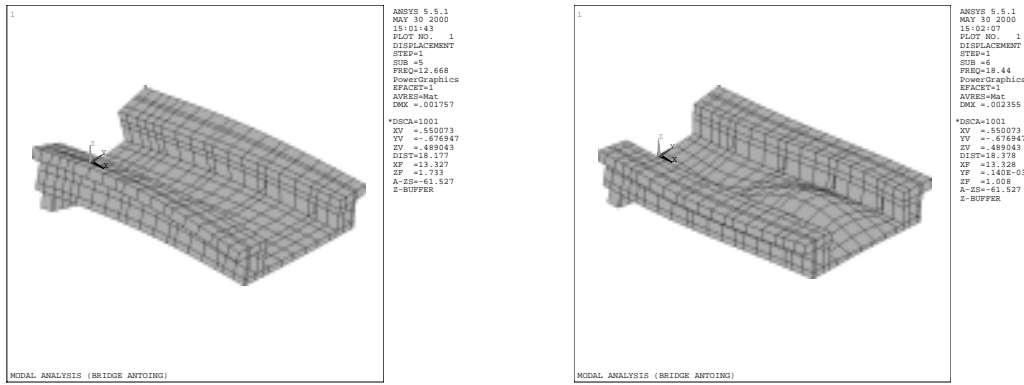 1
ANSYS 5.5.1
MAY 30 2000
15:01:43
PLOT NO. 1
DISPLACEMENT
STEP=1
SUB =5
FREQ=12.668
PowerGraphics
EFACET=1
AVRES=Mat
DMX =.001757
*DSCA=1001
XV =.550073
YV =-.676947
ZV =.489043
DIST=18.177
XF =13.327
ZF =1.733
A-ZS=-61.527
Z-BUFFER
Z
Y
X
MODAL ANALYSIS (BRIDGE ANTOING)
1
ANSYS 5.5.1
MAY 30 2000
15:02:07
PLOT NO. 1
DISPLACEMENT
STEP=1
SUB =6
FREQ=18.44
PowerGraphics
EFACET=1
AVRES=Mat
DMX =.002355
*DSCA=1001
XV =.550073
YV =-.676947
ZV =.489043
DIST=18.378
XF =13.328
YF =.140E-03
ZF =1.008
A-ZS=-61.527
Z-BUFFER
Z
X
MODAL ANALYSIS (BRIDGE ANTOING)